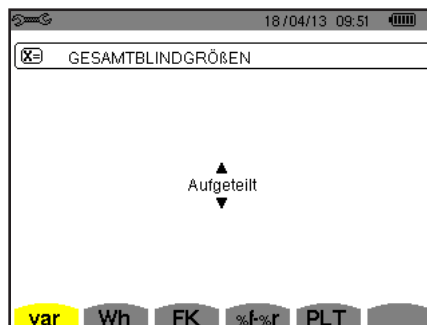 18/04/13 09:51
X= GESAMTBLINDGRÖßEN
Aufgeteilt
var Wh FK %f-%r PLT